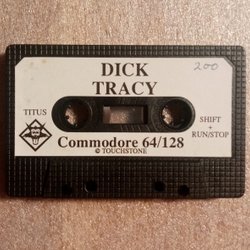 DICK
TRACY
200
TITUS
SHIFT
+
RUN/STOP
Commodore 64/128
© TOUCHSTONE